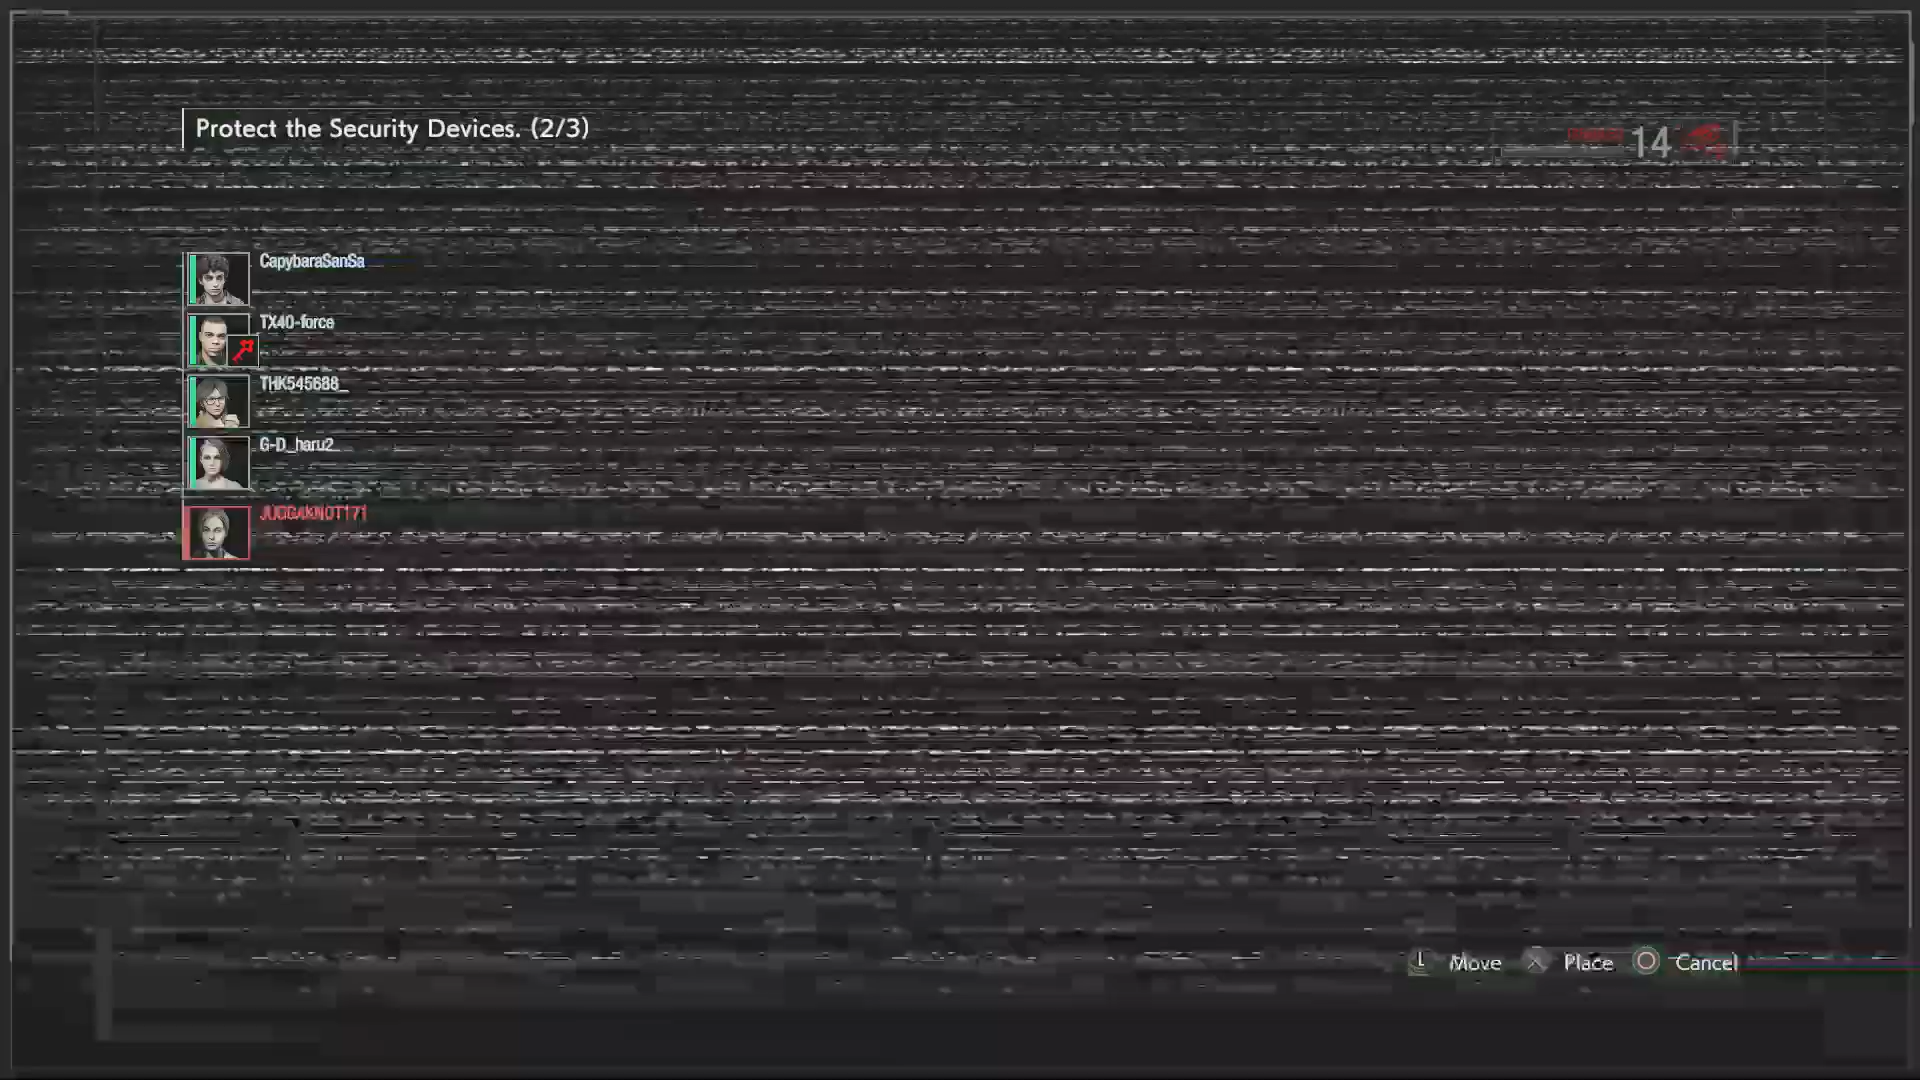 Protect the Security Devices. (2/3)
14
CapybaraSanSa
TX40-force
THK545688_
G-D_haru2
JUGGAKNOT171
L Move Place Cancel